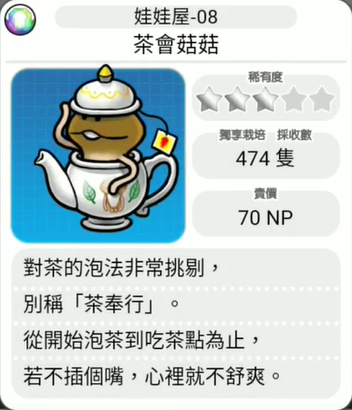 娃娃屋-08
茶會菇菇
稀有度
獨享栽培 採收數
474 隻
賣價
70 NP
對茶的泡法非常挑剔，
別稱「茶奉行」。
從開始泡茶到吃茶點為止，
若不插個嘴，心裡就不舒爽。